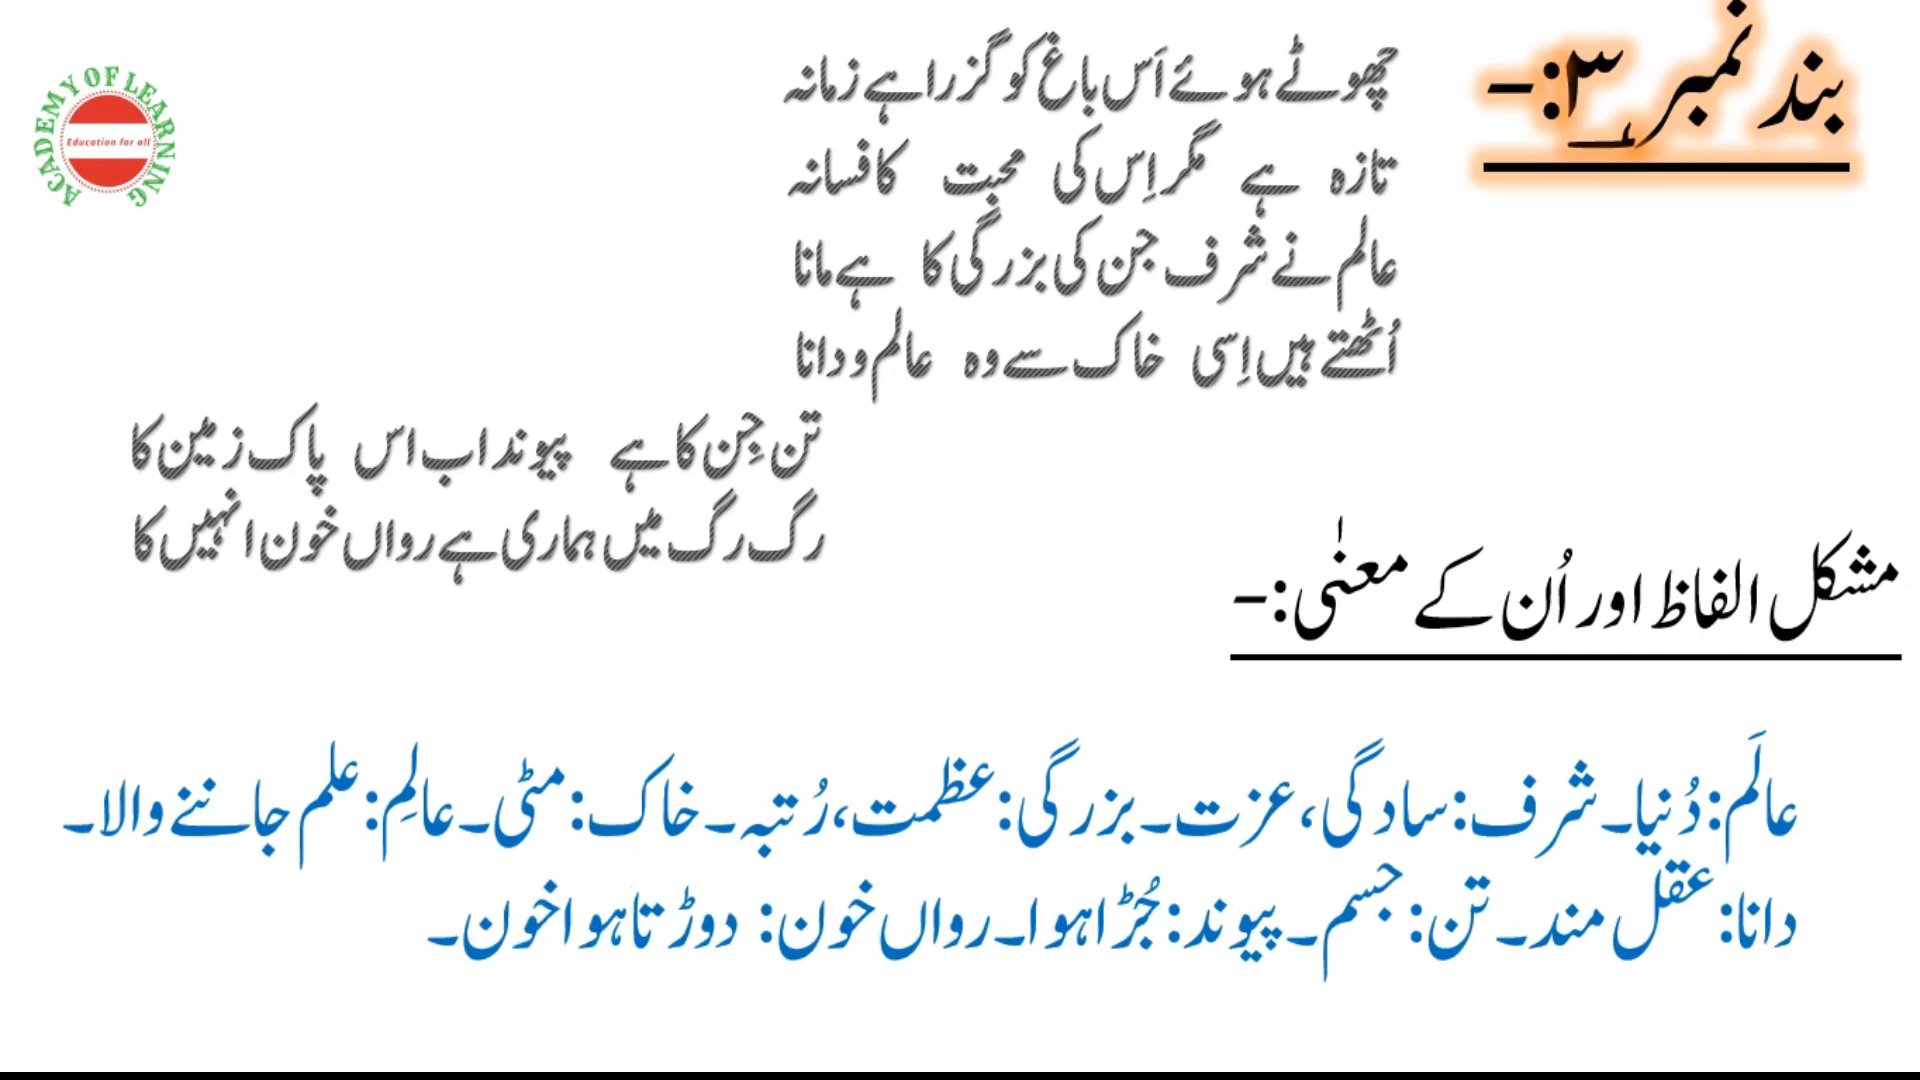 ACADEMY OF LEARNING
Education for all
بند نمبر ۳:-
چھوٹے ہوئے اَس باغ کو گزرا ہے زمانہ
تازہ ہے مگر اِس کی محبت کا فسانہ
عالم نے شرف جن کی بزرگی کا ہے مانا
اُٹھتے ہیں اِسی خاک سے وہ عالم و دانا
تن جِن کا ہے پیوند اب اس پاک زمین کا
رگ رگ میں ہماری ہے رواں خون انہیں کا
مشکل الفاظ اور اُن کے معنٰی:-
عالَم: دُنیا۔ شرف: سادگی، عزت۔ بزرگی: عظمت، رُتبہ۔ خاک: مٹی۔ عالِم: علم جاننے والا۔
دانا: عقل مند۔ تن: جسم۔ پیوند: جُڑا ہوا۔ رواں خون: دوڑتا ہوا خون۔